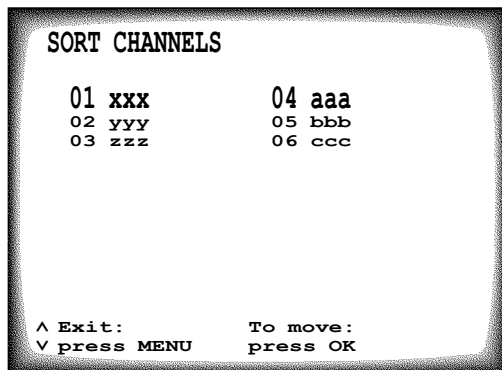 SORT CHANNELS
01 xxx 04 aaa
02 yyy 05 bbb
03 zzz 06 ccc
∧ Exit: To move:
∨ press MENU press OK